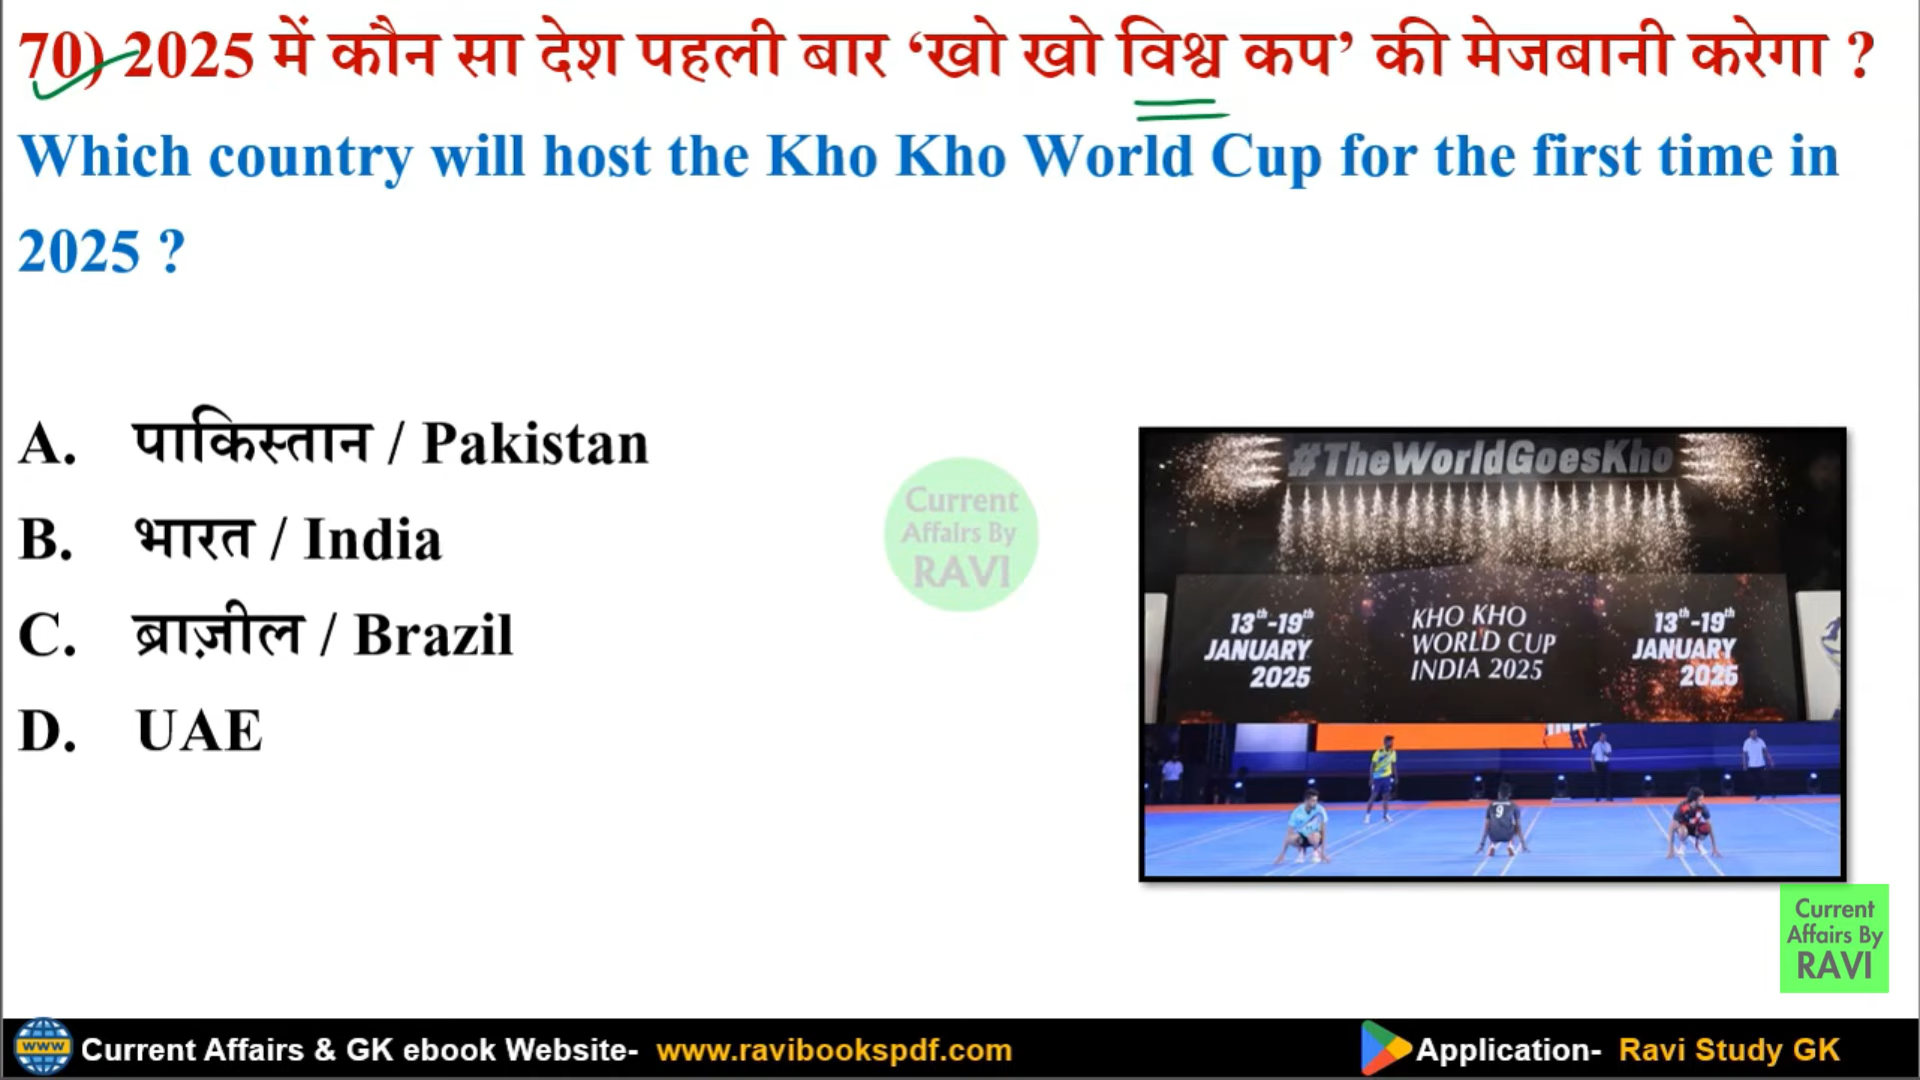 70) 2025 में कौन सा देश पहली बार ‘खो खो विश्व कप’ की मेजबानी करेगा ?
Which country will host the Kho Kho World Cup for the first time in
2025 ?
A. पाकिस्तान / Pakistan
B. भारत / India
C. ब्राज़ील / Brazil
D. UAE
Current
Affairs By
RAVI
#TheWorldGoesKho
13th-19th
JANUARY
2025
KHO KHO
WORLD CUP
INDIA 2025
13th-19th
JANUARY
2025
9
Current
Affairs By
RAVI
www
Current Affairs & GK ebook Website- www.ravibookspdf.com
Application- Ravi Study GK